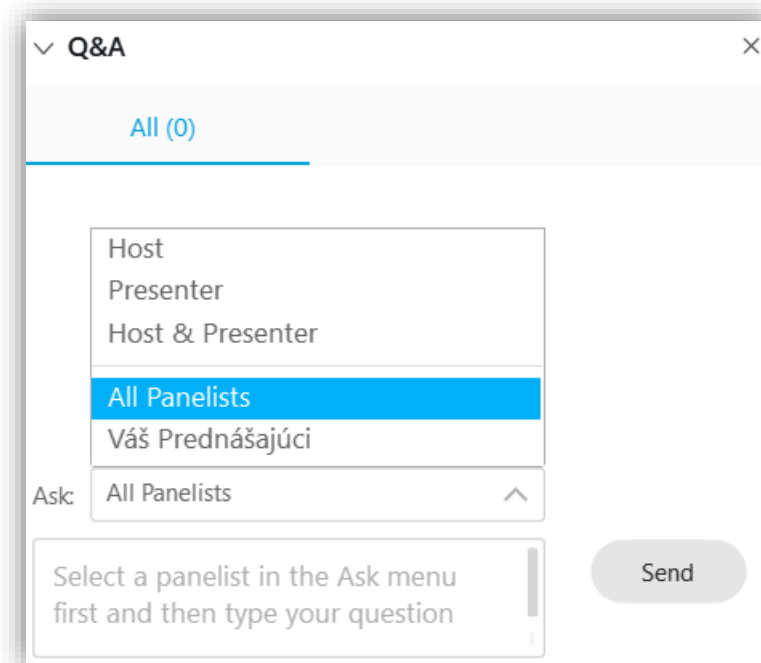 Q&A
All (0)
Host
Presenter
Host & Presenter
All Panelists
Váš Prednášajúci
Ask: All Panelists
Select a panelist in the Ask menu
first and then type your question
Send